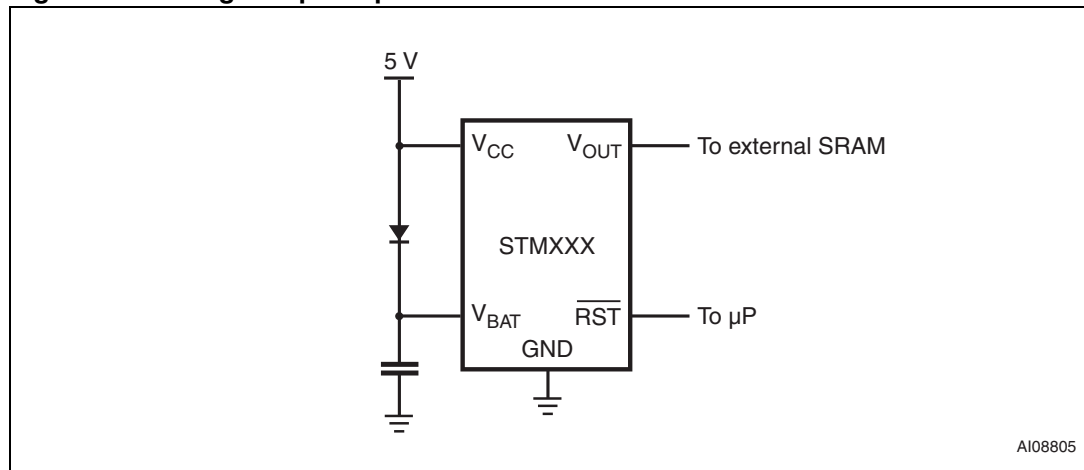 5 V
VCC
VOUT
To external SRAM
STMXXX
VBAT
RST
To µP
GND
AI08805